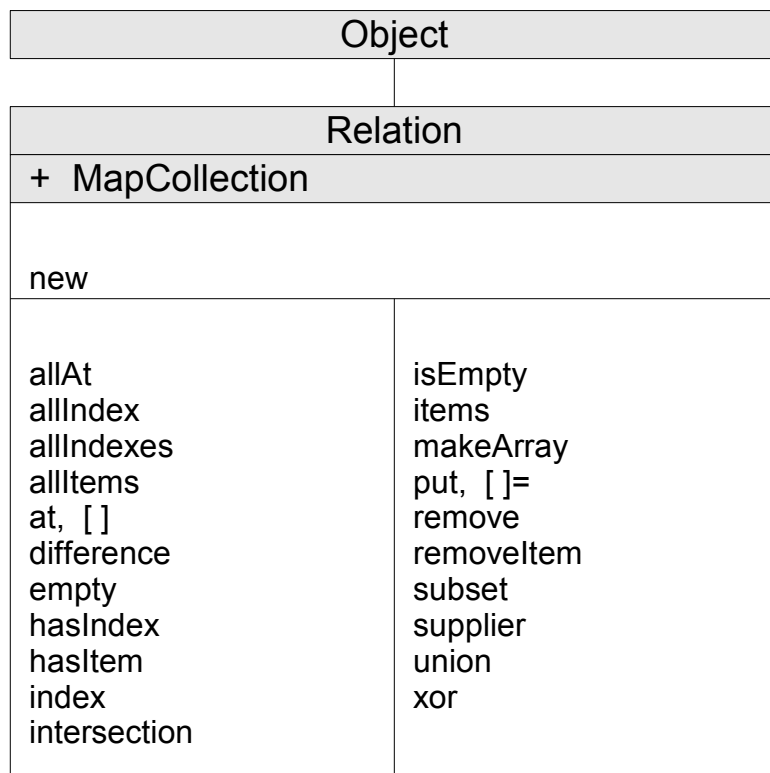 Object
Relation
+ MapCollection
new
allAt
allIndex
allIndexes
allItems
at, [ ]
difference
empty
hasIndex
hasItem
index
intersection
isEmpty
items
makeArray
put, [ ]=
remove
removeItem
subset
supplier
union
xor